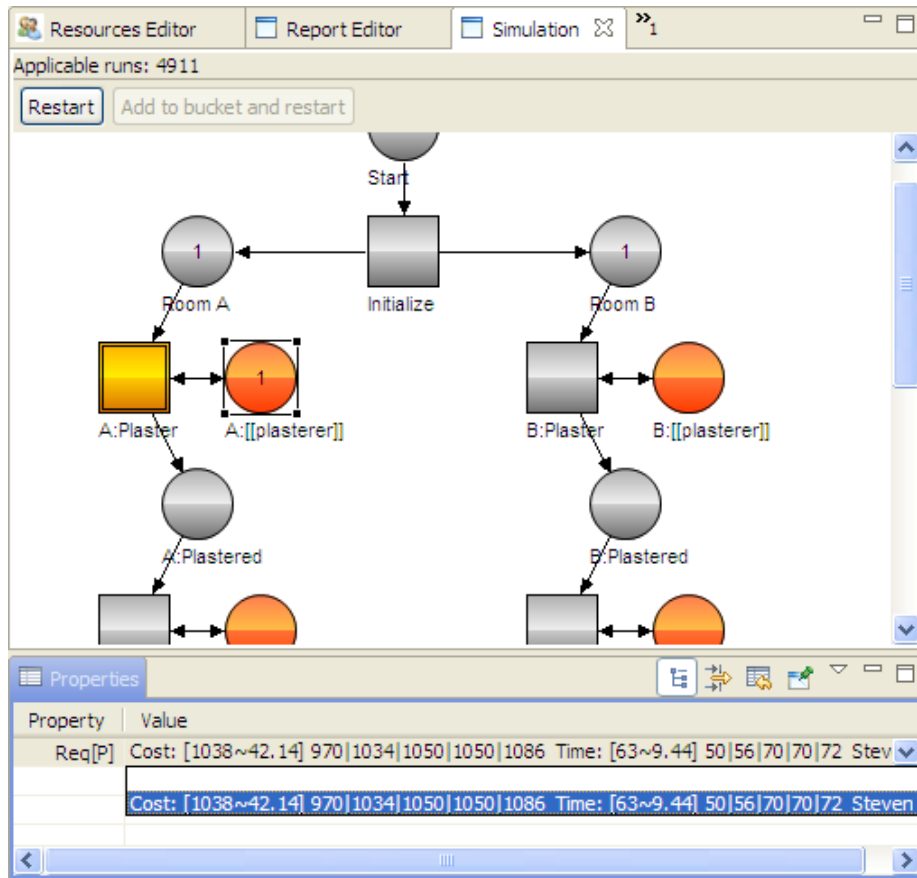 Resources Editor Report Editor Simulation »1
Applicable runs: 4911
Restart Add to bucket and restart
Start
1 1
Room A Initialize Room B
1
A:Plaster A:[[plasterer]] B:Plaster B:[[plasterer]]
A:Plastered B:Plastered
Properties
Property Value
Req[P] Cost: [1038~42.14] 970|1034|1050|1050|1086 Time: [63~9.44] 50|56|70|70|72 Stev
Cost: [1038~42.14] 970|1034|1050|1050|1086 Time: [63~9.44] 50|56|70|70|72 Steven